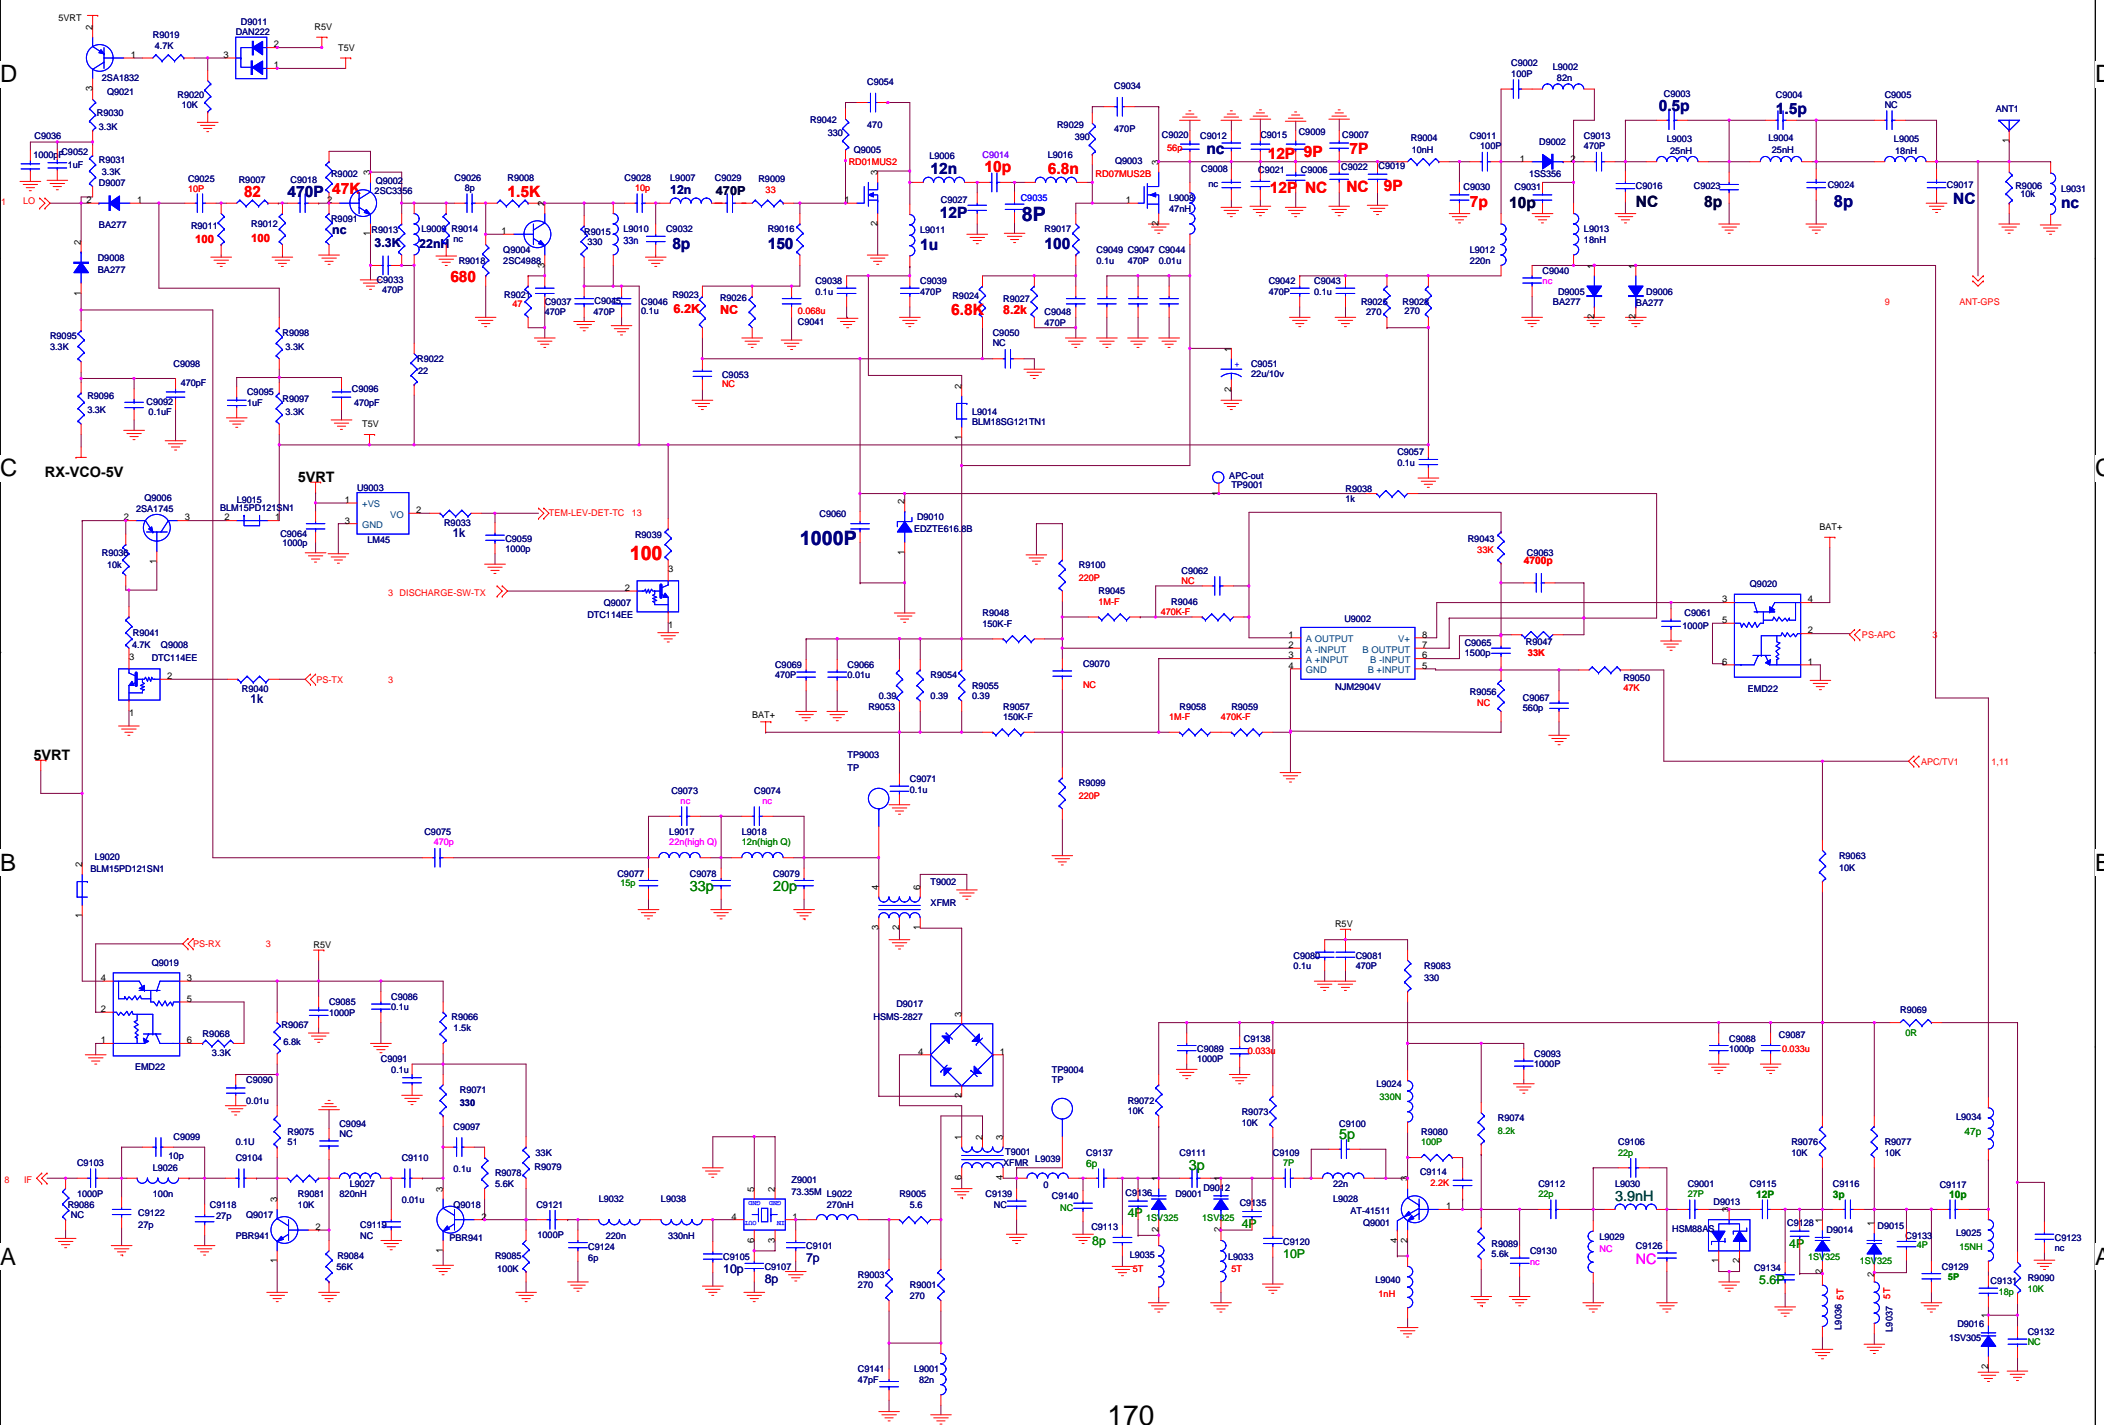 5VRT
D9011
DAN222
R5V
T5V
R9019
4.7K
2SA1832
Q9021
R9020
10K
R9030
3.3K
C9036
1000pF
C9052
1uF
R9031
3.3K
D9007
BA277
LO
1
D
C9025
10P
R9007
82
R9011
100
R9012
100
C9018
470P
R9002
47K
R9091
nc
Q9002
2SC3356
R9013
3.3K
L9009
22nH
R9014
nc
C9033
470P
C9026
8p
R9008
1.5K
R9018
680
Q9004
2SC4988
R9021
47
C9037
470P
R9015
330
L9010
33n
C9045
470P
C9046
0.1u
C9028
10p
C9032
8p
L9007
12n
C9029
470P
R9009
33
R9016
150
R9042
330
C9054
470
Q9005
RD01MUS2
L9006
12n
C9014
10p
C9027
12P
C9035
8P
L9011
1u
C9038
0.1u
C9039
470P
R9023
6.2K
R9026
NC
0.068u
C9041
L9016
6.8n
R9029
390
C9034
470P
Q9003
RD07MUS2B
R9017
100
R9024
6.8K
R9027
8.2k
C9048
470P
C9049
0.1u
C9047
470P
C9044
0.01u
C9050
NC
C9053
NC
L9008
47nH
C9020
56p
C9012
nc
C9008
nc
C9015
12P
C9021
12P
C9009
9P
C9006
NC
C9007
7P
C9022
NC
C9019
9P
R9004
10nH
C9030
7p
C9011
100P
C9002
100P
L9002
82n
D9002
1SS356
C9031
10p
L9012
220n
C9013
470P
L9013
18nH
C9040
nc
D9005
BA277
D9006
BA277
C9016
NC
C9003
0.5p
L9003
25nH
C9023
8p
C9004
1.5p
L9004
25nH
C9024
8p
C9005
NC
L9005
18nH
C9017
NC
ANT1
R9006
10k
L9031
nc
9
ANT-GPS
C9042
470P
C9043
0.1u
R9025
270
R9028
270
C9051
22u/10v
D9008
BA277
R9095
3.3K
R9096
3.3K
C9098
470pF
C9092
0.1uF
C9095
1uF
R9098
3.3K
R9097
3.3K
C9096
470pF
R9022
22
T5V
L9014
BLM18SG121TN1
C9057
0.1u
C
RX-VCO-5V
Q9006
2SA1745
L9015
BLM15PD121SN1
5VRT
U9003
+VS
GND
VO
LM45
C9064
1000p
R9033
1k
C9059
1000p
TEM-LEV-DET-TC 13
3 DISCHARGE-SW-TX
R9039
100
Q9007
DTC114EE
10k
R9041
4.7K
Q9008
DTC114EE
R9040
1k
PS-TX
3
APC-out
TP9001
C9060
1000P
D9010
EDZTE616.8B
R9038
1k
R9100
220P
R9045
1M-F
C9062
NC
R9046
470K-F
R9048
150K-F
R9043
33K
C9063
4700p
U9002
A OUTPUT
A -INPUT
A +INPUT
GND
V+
B OUTPUT
B -INPUT
B +INPUT
NJM2904V
C9065
1500p
R9047
33K
R9056
NC
C9067
560p
R9050
47K
C9061
1000P
Q9020
EMD22
BAT+
PS-APC
3
C9069
470P
C9066
0.01u
0.39
R9053
R9054
0.39
R9055
0.39
R9057
150K-F
C9070
NC
R9058
1M-F
R9059
470K-F
BAT+
R9099
220P
TP9003
TP
C9071
0.1u
APC/TV1
1,11
5VRT
B
L9020
BLM15PD121SN1
C9075
470p
C9073
nc
L9017
22n(high Q)
C9074
nc
L9018
12n(high Q)
C9077
15p
C9078
33p
C9079
20p
T9002
XFMR
R9063
10K
PS-RX
3
Q9019
EMD22
R5V
C9085
1000P
C9086
0.1u
R9067
6.8k
R9068
3.3K
C9090
0.01u
R9066
1.5k
C9091
0.1u
R9071
330
D9017
HSMS-2827
T9001
XFMR
TP9004
TP
R5V
C9080
0.1u
C9081
470P
R9083
330
C9089
1000P
C9138
0.033u
C9093
1000P
C9088
1000p
C9087
0.033u
R9069
0R
A
8
IF
C9103
1000P
R9086
NC
C9099
10p
L9026
100n
C9122
27p
C9118
27p
0.1U
C9104
R9075
51
Q9017
PBR941
R9081
10K
R9084
56K
C9094
NC
L9027
820nH
C9119
NC
C9110
0.01u
C9097
0.1u
R9078
5.6K
33K
R9079
Q9018
PBR941
R9085
100K
C9121
1000P
C9124
6p
L9032
220n
L9038
330nH
C9105
10p
Z9001
73.35M
C9107
8p
C9101
7p
L9022
270nH
R9005
5.6
R9003
270
R9001
270
C9141
47pF
L9001
82n
L9039
0
C9139
NC
C9140
NC
C9137
6p
C9113
8p
C9136
4P
D9001
1SV325
L9035
5T
R9072
10K
C9111
3p
D9012
1SV325
C9135
4P
L9033
5T
R9073
10K
C9109
7P
C9120
10P
C9100
5p
22n
L9028
L9024
330N
R9080
100P
C9114
2.2K
AT-41511
Q9001
L9040
1nH
R9074
8.2k
R9089
5.6k
C9130
nc
C9112
22p
L9029
NC
C9106
22p
L9030
3.9nH
C9126
NC
C9001
27P
D9013
HSM88AS
C9115
12P
C9128
4P
C9134
5.6P
D9014
1SV325
L9036 5T
R9076
10K
C9116
3p
R9077
10K
D9015
1SV325
L9037 5T
C9133
4P
C9129
5P
C9117
10p
L9034
47p
L9025
15NH
C9131
18p
D9016
1SV305
R9090
10K
C9132
NC
C9123
nc
170